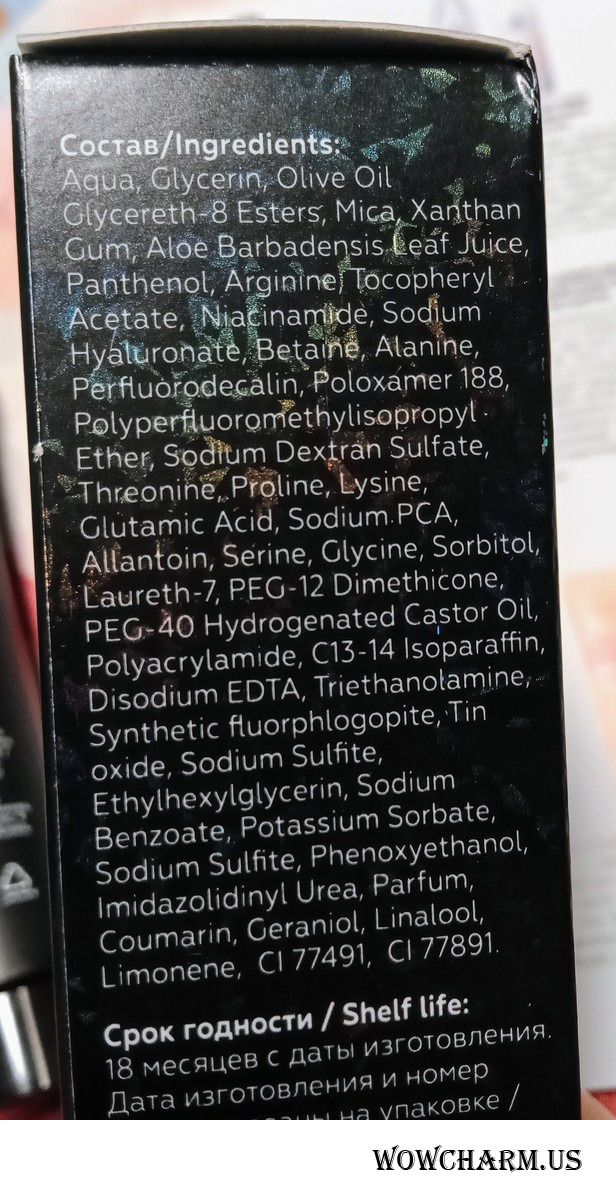 Состав/Ingredients:
Aqua, Glycerin, Olive Oil
Glycereth-8 Esters, Mica, Xanthan
Gum, Aloe Barbadensis Leaf Juice,
Panthenol, Arginine, Tocopheryl
Acetate, Niacinamide, Sodium
Hyaluronate, Betaine, Alanine,
Perfluorodecalin, Poloxamer 188,
Polyperfluoromethylisopropyl
Ether, Sodium Dextran Sulfate,
Threonine, Proline, Lysine,
Glutamic Acid, Sodium PCA,
Allantoin, Serine, Glycine, Sorbitol,
Laureth-7, PEG-12 Dimethicone,
PEG-40 Hydrogenated Castor Oil,
Polyacrylamide, C13-14 Isoparaffin,
Disodium EDTA, Triethanolamine,
Synthetic fluorphlogopite, Tin
oxide, Sodium Sulfite,
Ethylhexylglycerin, Sodium
Benzoate, Potassium Sorbate,
Sodium Sulfite, Phenoxyethanol,
Imidazolidinyl Urea, Parfum,
Coumarin, Geraniol, Linalool,
Limonene, CI 77491, CI 77891.
Срок годности / Shelf life:
18 месяцев с даты изготовления.
Дата изготовления и номер
на упаковке /
WOWCHARM.US